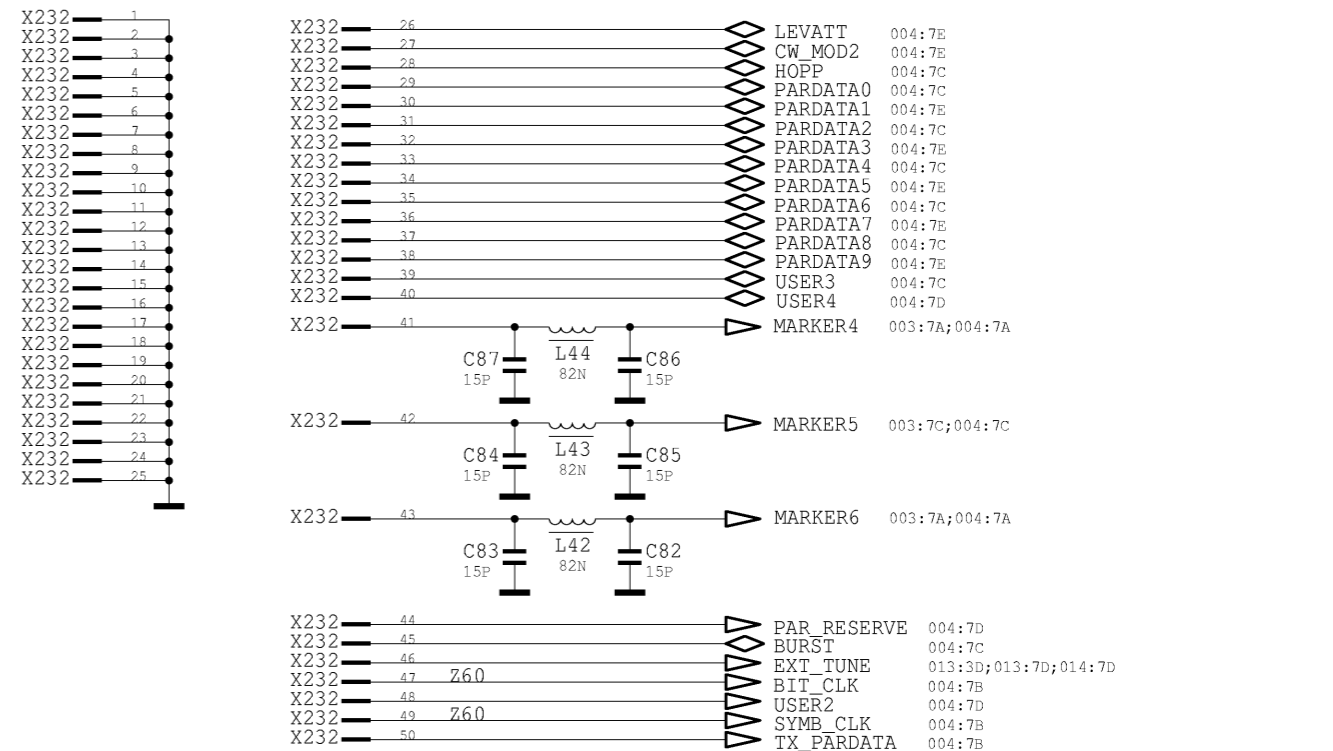 X232 1
X232 2
X232 3
X232 4
X232 5
X232 6
X232 7
X232 8
X232 9
X232 10
X232 11
X232 12
X232 13
X232 14
X232 15
X232 16
X232 17
X232 18
X232 19
X232 20
X232 21
X232 22
X232 23
X232 24
X232 25
X232 26 LEVATT 004:7E
X232 27 CW_MOD2 004:7E
X232 28 HOPP 004:7C
X232 29 PARDATA0 004:7C
X232 30 PARDATA1 004:7E
X232 31 PARDATA2 004:7C
X232 32 PARDATA3 004:7E
X232 33 PARDATA4 004:7C
X232 34 PARDATA5 004:7E
X232 35 PARDATA6 004:7C
X232 36 PARDATA7 004:7E
X232 37 PARDATA8 004:7C
X232 38 PARDATA9 004:7E
X232 39 USER3 004:7C
X232 40 USER4 004:7D
X232 41 MARKER4 003:7A;004:7A
C87 L44 C86
15P 82N 15P
X232 42 MARKER5 003:7C;004:7C
C84 L43 C85
15P 82N 15P
X232 43 MARKER6 003:7A;004:7A
C83 L42 C82
15P 82N 15P
X232 44 PAR_RESERVE 004:7D
X232 45 BURST 004:7C
X232 46 EXT_TUNE 013:3D;013:7D;014:7D
X232 47 Z60 BIT_CLK 004:7B
X232 48 USER2 004:7D
X232 49 Z60 SYMB_CLK 004:7B
X232 50 TX_PARDATA 004:7B